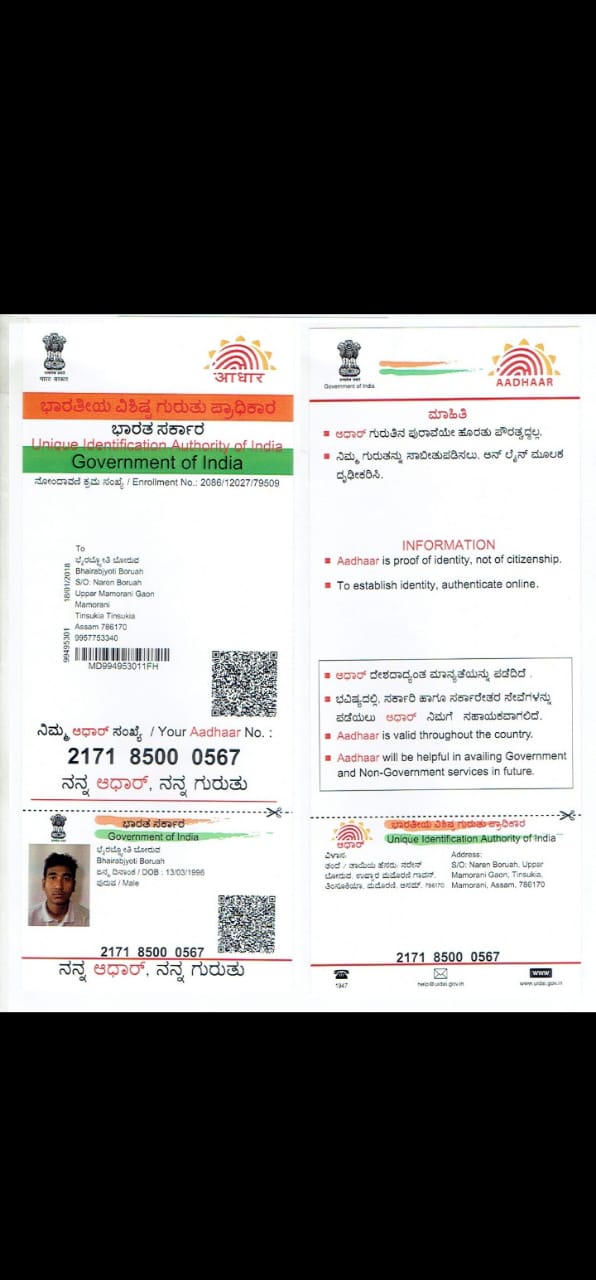 भारत सरकार
आधार
ಭಾರತೀಯ ವಿಶಿಷ್ಟ ಗುರುತು ಪ್ರಾಧಿಕಾರ
ಭಾರತ ಸರ್ಕಾರ
Unique Identification Authority of India
Government of India
ನೋಂದಾವಣೆ ಕ್ರಮ ಸಂಖ್ಯೆ / Enrollment No.: 2086/12027/79509
To
ಭೈರಬ್ಜ್ಯೋತಿ ಬೋರುವ
Bhairabjyoti Boruah
S/O: Naren Boruah
Uppar Mamorani Gaon
Mamorani
Tinsukia Tinsukia
Assam 786170
9957753340
99495301
18/01/2018
MD994953011FH
ನಿಮ್ಮ ಆಧಾರ್ ಸಂಖ್ಯೆ / Your Aadhaar No. :
2171 8500 0567
ನನ್ನ ಆಧಾರ್, ನನ್ನ ಗುರುತು
ಭಾರತ ಸರ್ಕಾರ
Government of India
ಭೈರಬ್ಜ್ಯೋತಿ ಬೋರುವ
Bhairabjyoti Boruah
ಜನ್ಮ ದಿನಾಂಕ / DOB : 13/03/1996
ಪುರುಷ / Male
2171 8500 0567
ನನ್ನ ಆಧಾರ್, ನನ್ನ ಗುರುತು
Government of India
AADHAAR
ಮಾಹಿತಿ
ಆಧಾರ್ ಗುರುತಿನ ಪುರಾವೆಯೇ ಹೊರತು ಪೌರತ್ವದ್ದಲ್ಲ.
ನಿಮ್ಮ ಗುರುತನ್ನು ಸಾಬೀತುಪಡಿಸಲು, ಆನ್ ಲೈನ್ ಮೂಲಕ
ದೃಢೀಕರಿಸಿ.
INFORMATION
Aadhaar is proof of identity, not of citizenship.
To establish identity, authenticate online.
ಆಧಾರ್ ದೇಶದಾದ್ಯಂತ ಮಾನ್ಯತೆಯನ್ನು ಪಡೆದಿದೆ .
ಭವಿಷ್ಯದಲ್ಲಿ, ಸರ್ಕಾರಿ ಹಾಗೂ ಸರ್ಕಾರೇತರ ಸೇವೆಗಳನ್ನು
ಪಡೆಯಲು ಆಧಾರ್ ನಿಮಗೆ ಸಹಾಯಕವಾಗಲಿದೆ.
Aadhaar is valid throughout the country.
Aadhaar will be helpful in availing Government
and Non-Government services in future.
ಆಧಾರ್
ಭಾರತೀಯ ವಿಶಿಷ್ಟ ಗುರುತು ಪ್ರಾಧಿಕಾರ
Unique Identification Authority of India
ವಿಳಾಸ:
ತಂದೆ / ತಾಯಿಯ ಹೆಸರು: ನರೇನ್
ಬೋರುವ, ಉಪ್ಪಾರ ಮಮೊರಣಿ ಗಾವನ್,
ತಿಂಸೂಕಿಯಾ, ಮಮೊರಣಿ, ಅಸಮ್, 786170
Address:
S/O: Naren Boruah, Uppar
Mamorani Gaon, Tinsukia,
Mamorani, Assam, 786170
2171 8500 0567
1947
help@uidai.gov.in
www
www.uidai.gov.in